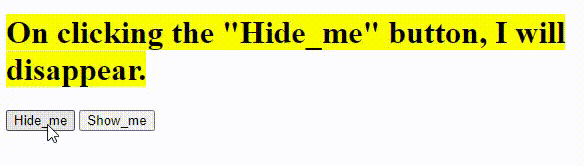 On clicking the "Hide_me" button, I will
disappear.
Hide_me Show_me